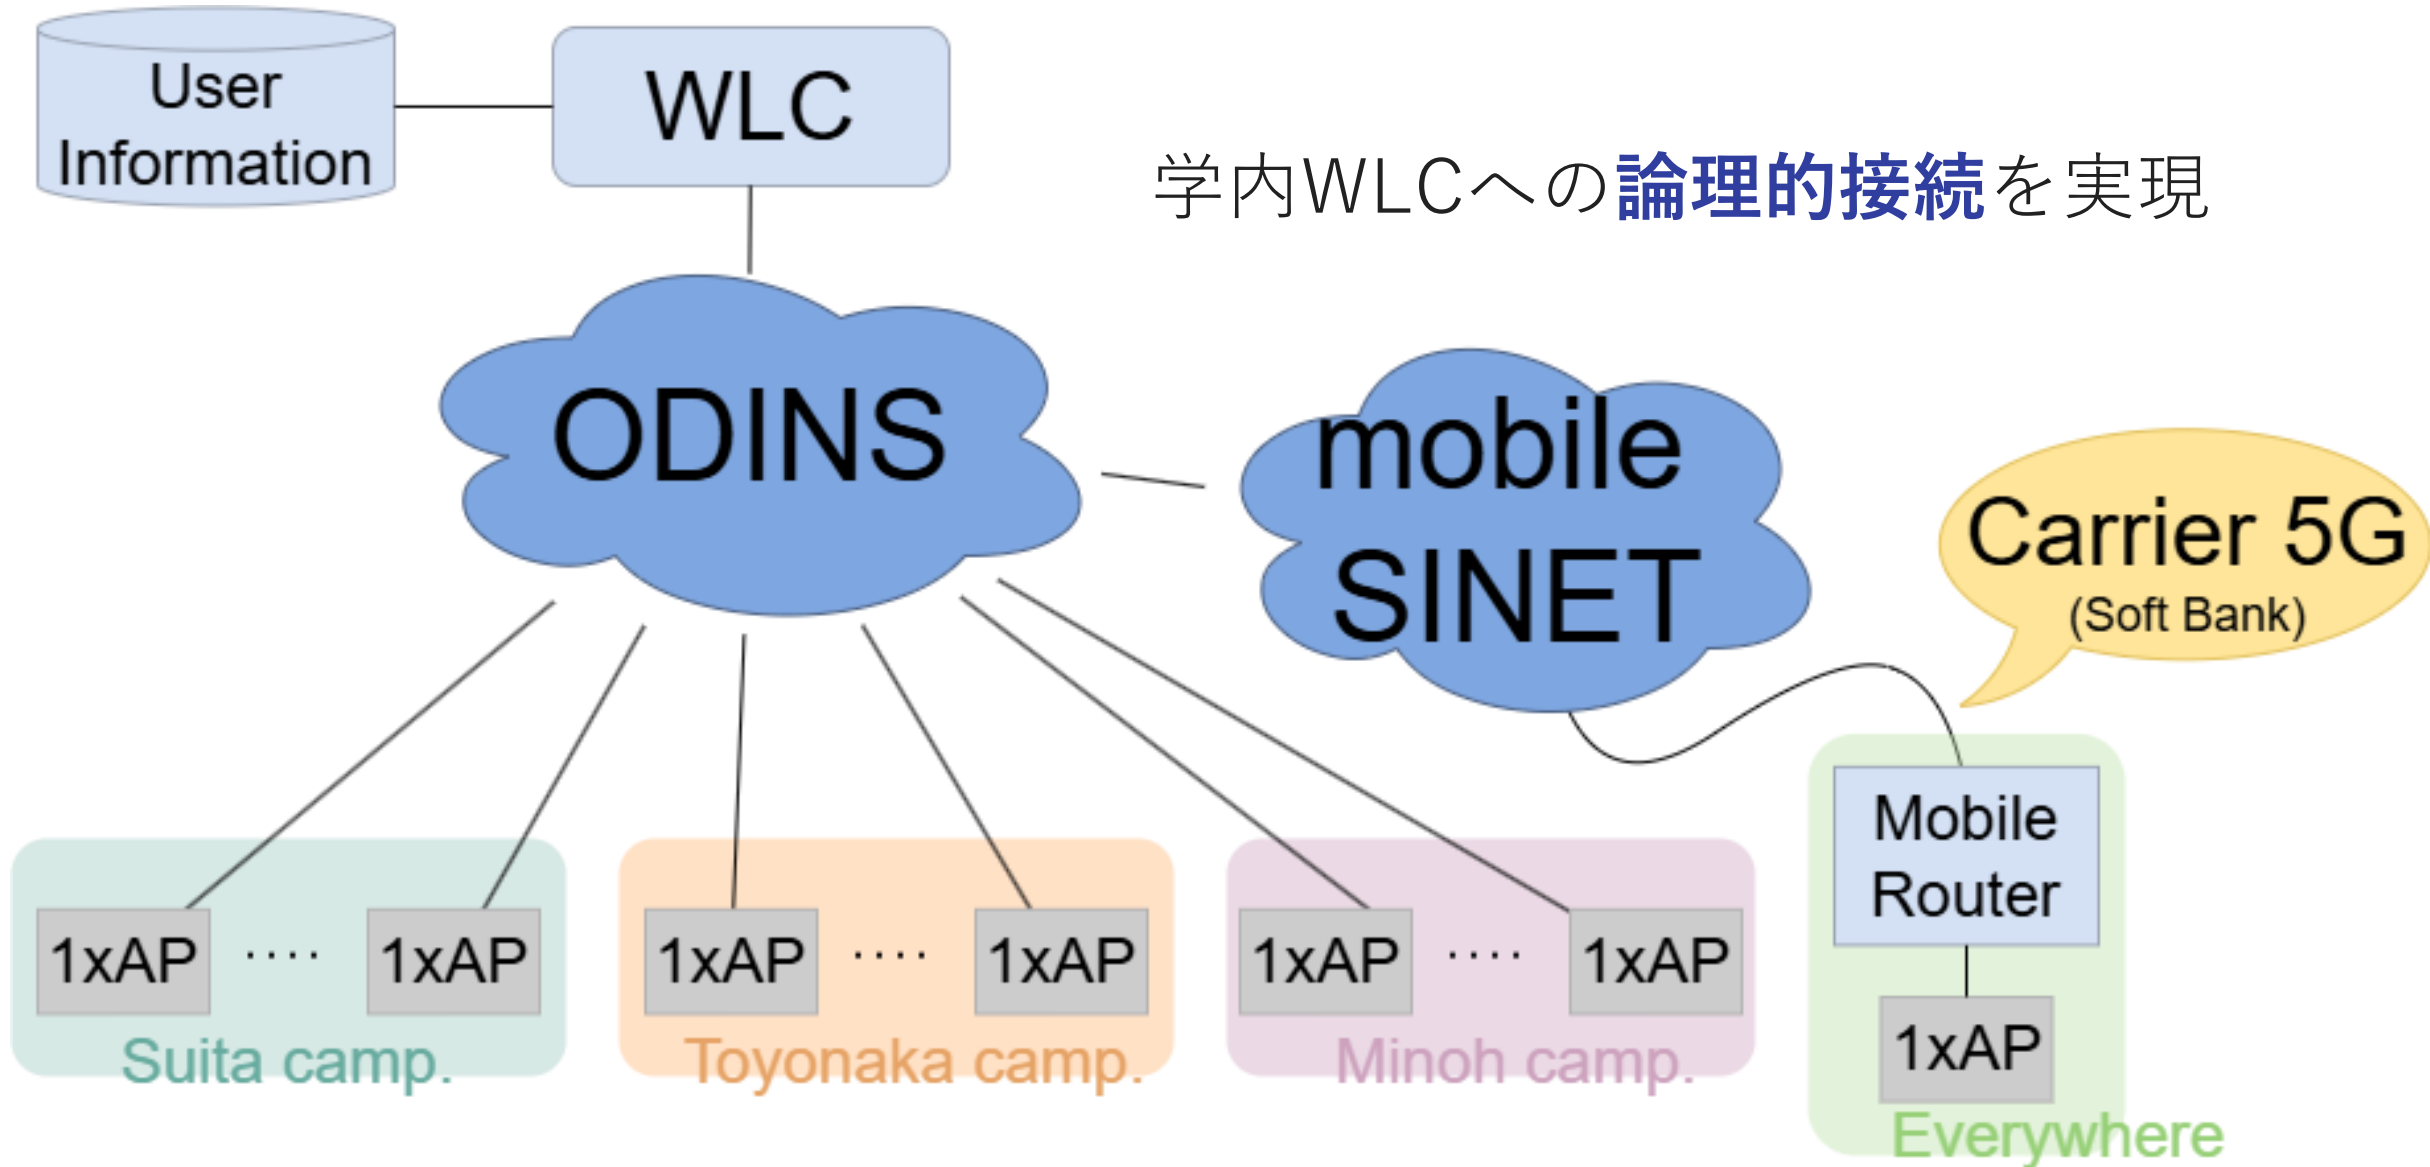 User
Information
WLC
学内WLCへの論理的接続を実現
ODINS
mobile
SINET
Carrier 5G
(Soft Bank)
1xAP ···· 1xAP
Suita camp.
1xAP ···· 1xAP
Toyonaka camp.
1xAP ···· 1xAP
Minoh camp.
Mobile
Router
1xAP
Everywhere